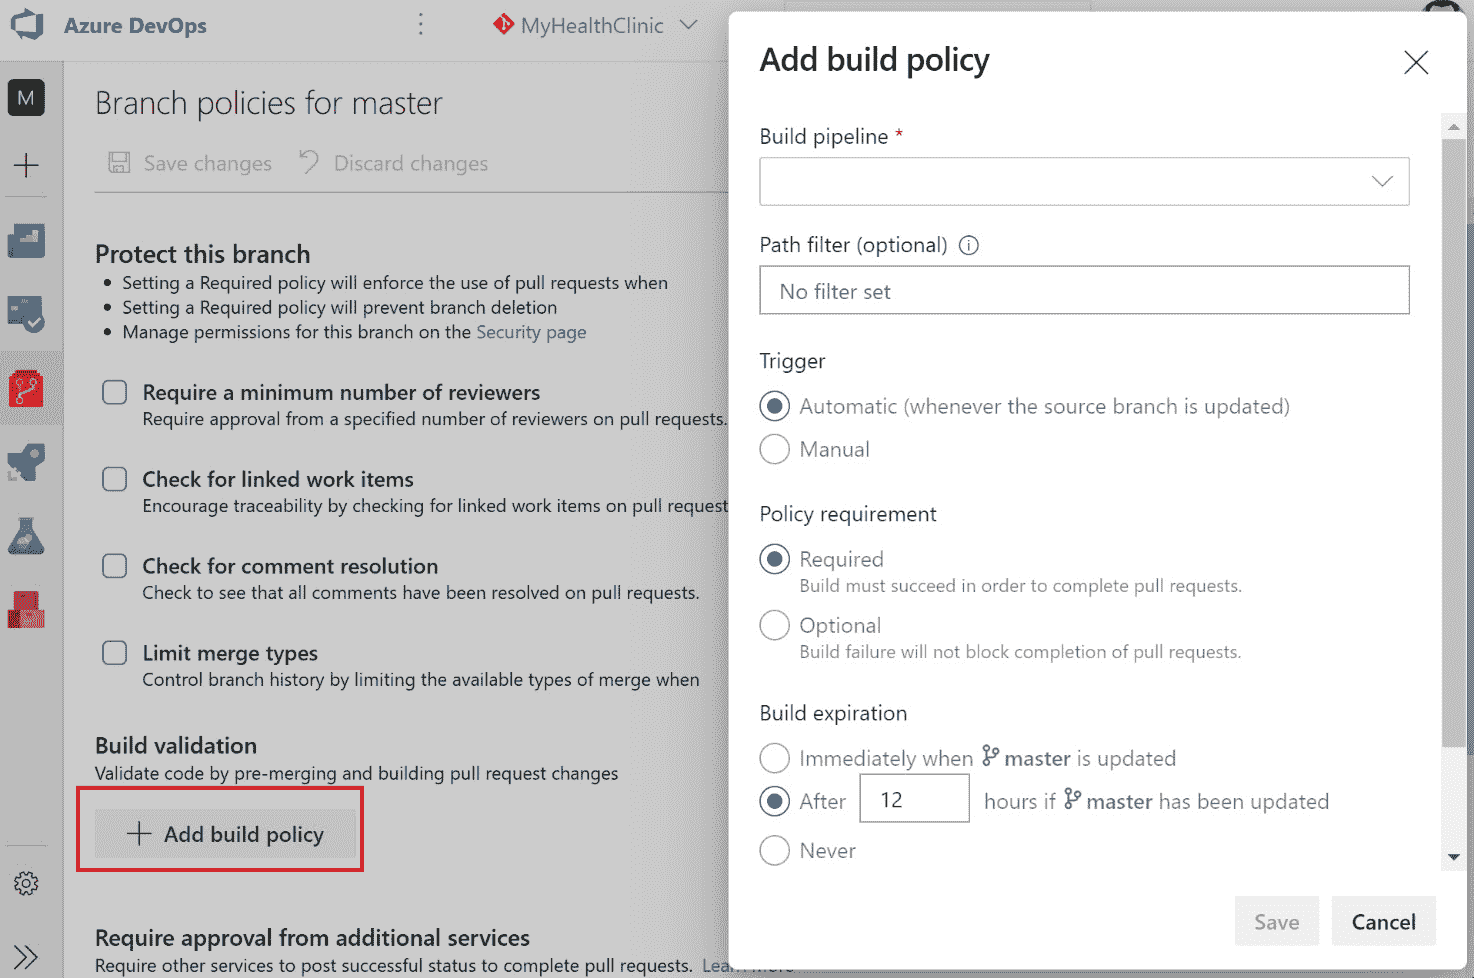 Azure DevOps
MyHealthClinic
M
Branch policies for master
Save changes
Discard changes
Protect this branch
Setting a Required policy will enforce the use of pull requests when
Setting a Required policy will prevent branch deletion
Manage permissions for this branch on the Security page
Require a minimum number of reviewers
Require approval from a specified number of reviewers on pull requests.
Check for linked work items
Encourage traceability by checking for linked work items on pull request
Check for comment resolution
Check to see that all comments have been resolved on pull requests.
Limit merge types
Control branch history by limiting the available types of merge when
Build validation
Validate code by pre-merging and building pull request changes
Add build policy
Require approval from additional services
Require other services to post successful status to complete pull requests. Learn more
Add build policy
Build pipeline *
Path filter (optional)
No filter set
Trigger
Automatic (whenever the source branch is updated)
Manual
Policy requirement
Required
Build must succeed in order to complete pull requests.
Optional
Build failure will not block completion of pull requests.
Build expiration
Immediately when master is updated
After 12 hours if master has been updated
Never
Save
Cancel